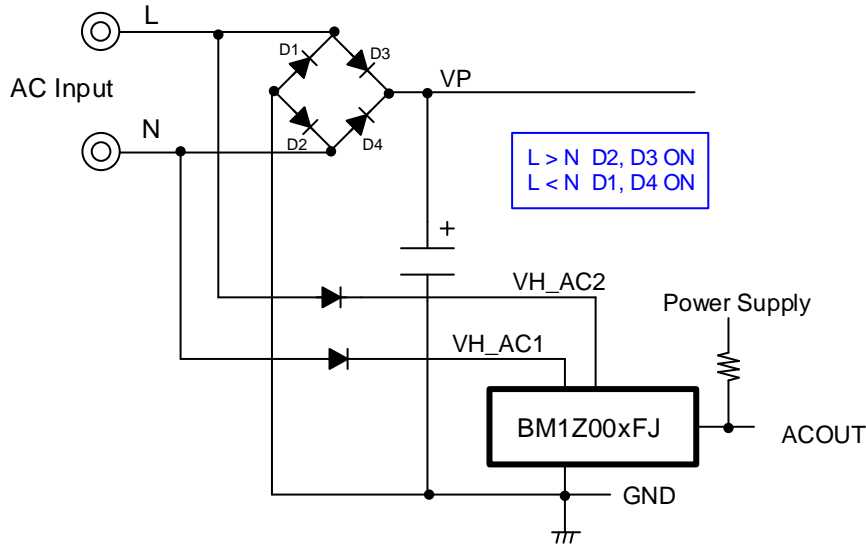 L
D1
D3
AC Input
VP
N
D2
D4
L > N D2, D3 ON
L < N D1, D4 ON
+
VH_AC2
Power Supply
VH_AC1
BM1Z00xFJ
ACOUT
GND